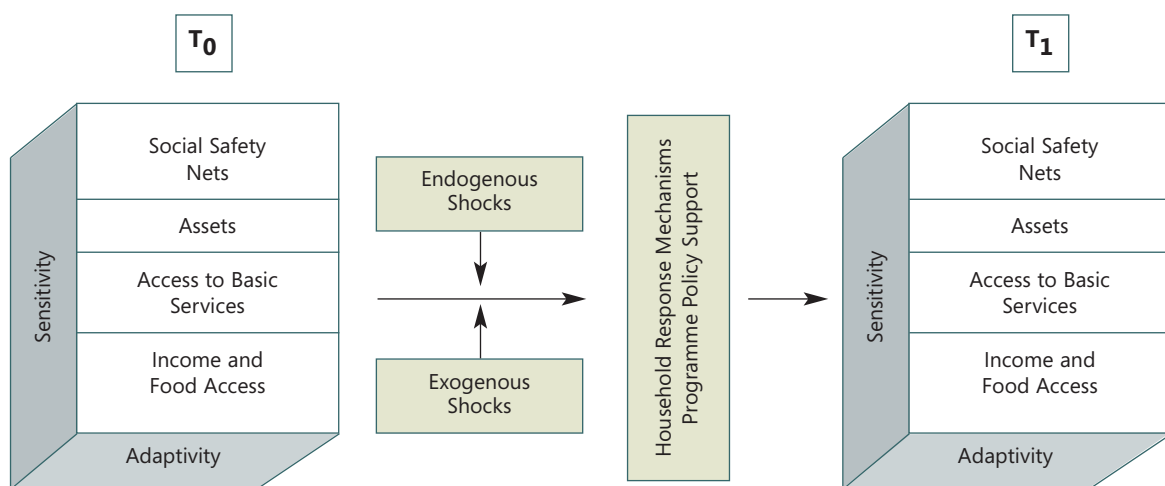 T0
Sensitivity
Social Safety
Nets
Assets
Access to Basic
Services
Income and
Food Access
Adaptivity
Endogenous
Shocks
Exogenous
Shocks
Household Response Mechanisms
Programme Policy Support
T1
Sensitivity
Social Safety
Nets
Assets
Access to Basic
Services
Income and
Food Access
Adaptivity